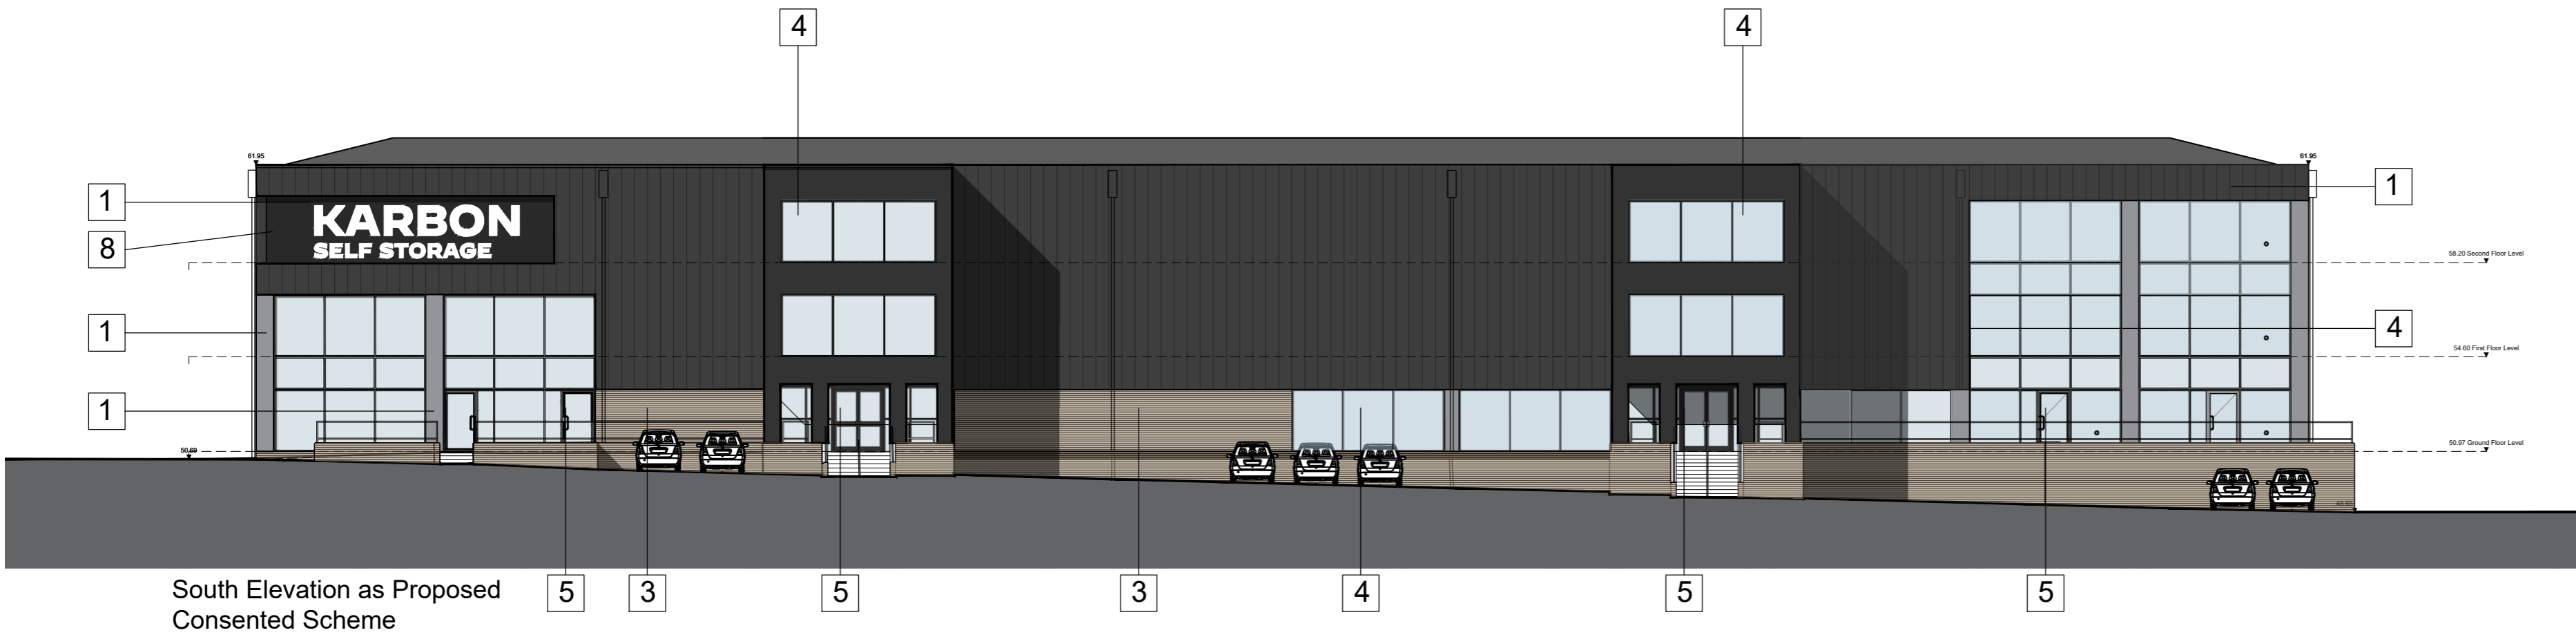 4
4
61.95
61.95
1
1
KARBON
8
SELF STORAGE
58.20 Second Floor Level
1
4
54.60 First Floor Level
1
50.69
50.97 Ground Floor Level
South Elevation as Proposed
Consented Scheme
5
3
5
3
4
5
5